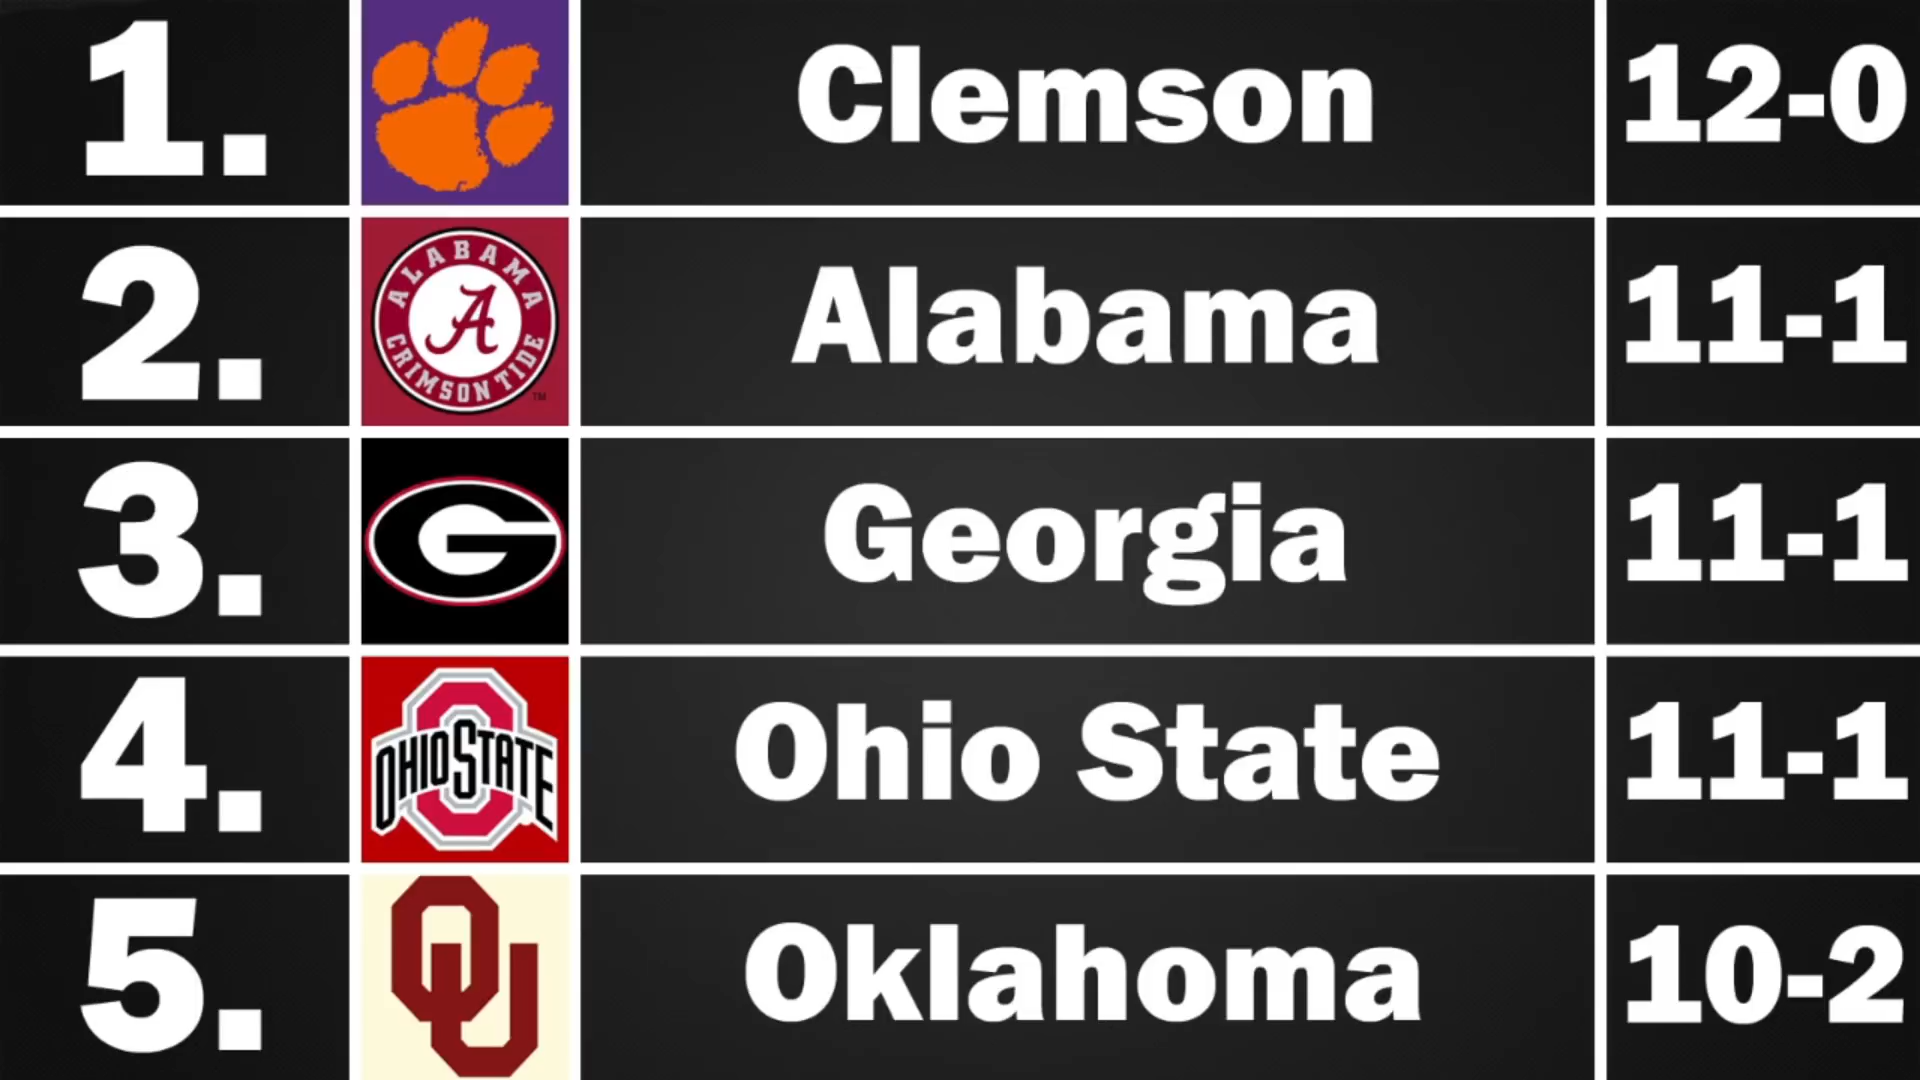 1. Clemson 12-0
2. ALABAMA A CRIMSON TIDE TM Alabama 11-1
3. G Georgia 11-1
4. OHIO STATE Ohio State 11-1
5. OU Oklahoma 10-2